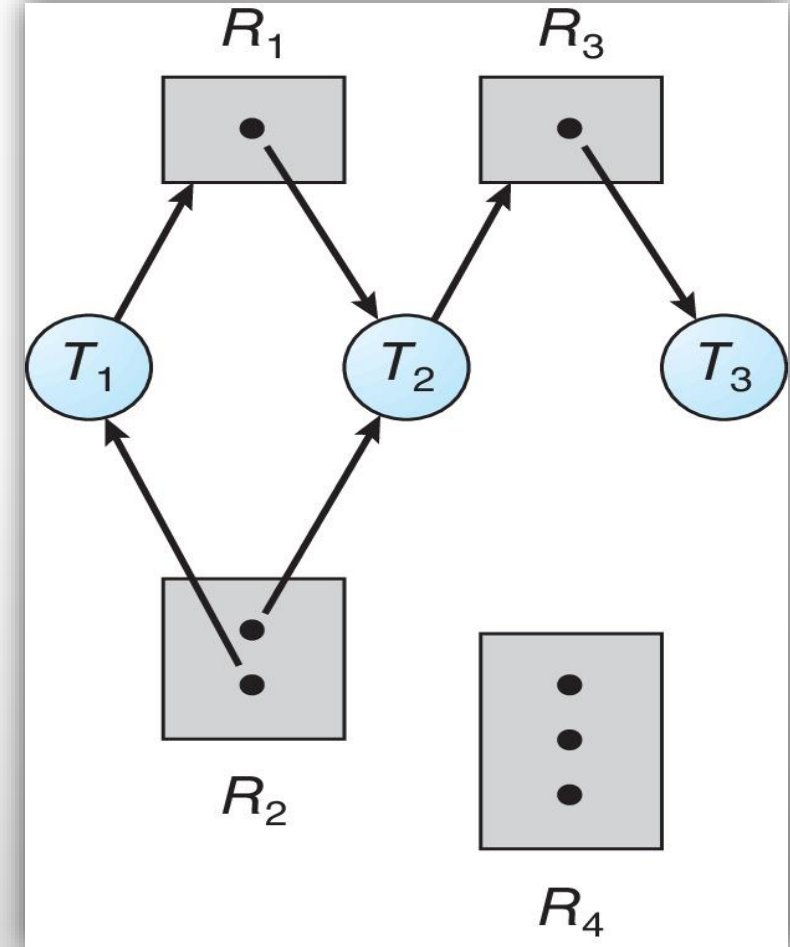 R₁ R₃
T₁ T₂ T₃
R₂
R₄